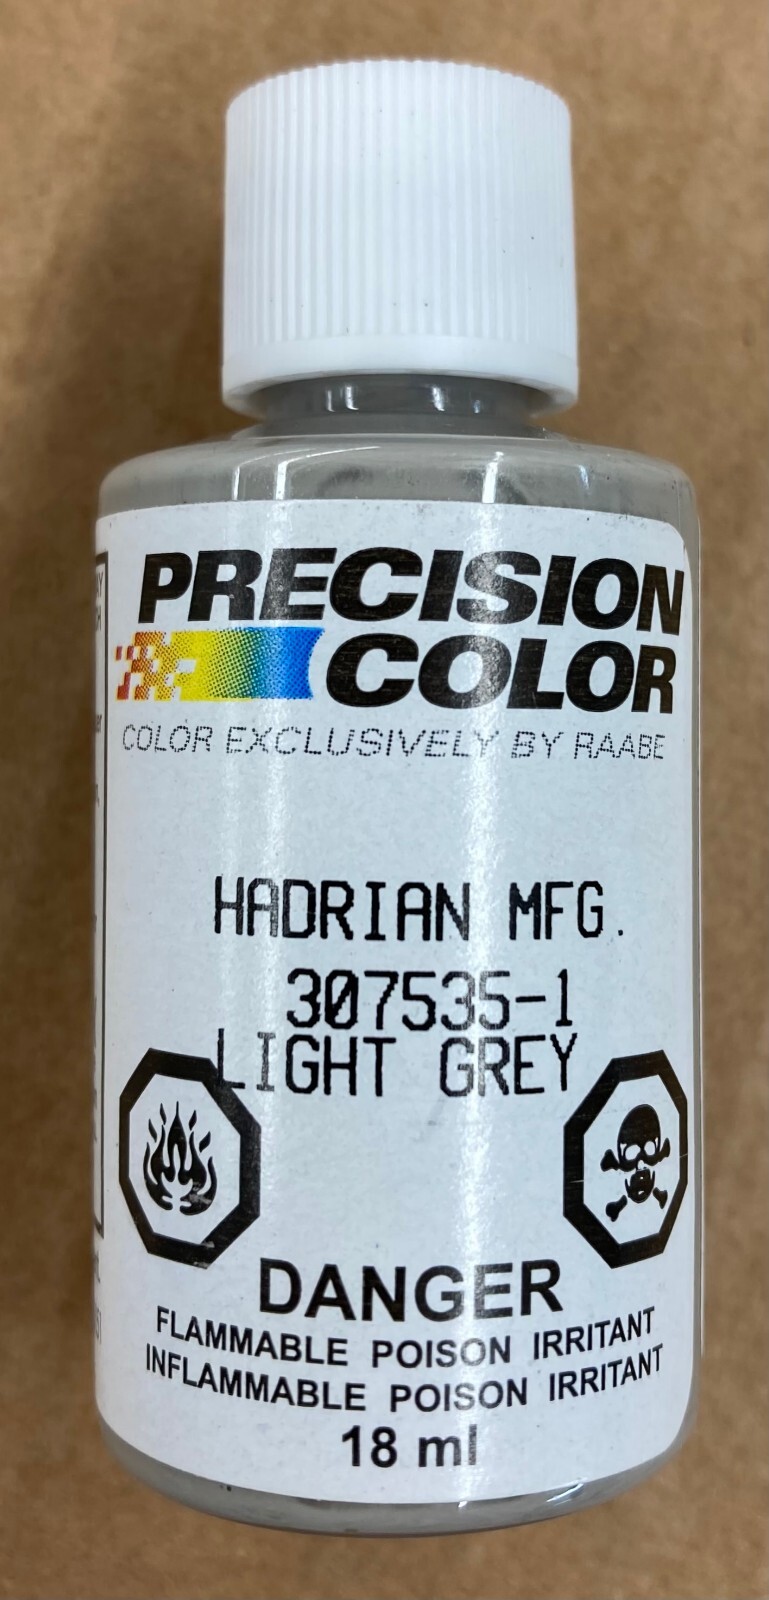 PRECISION
COLOR
COLOR EXCLUSIVELY BY RAABE
HADRIAN MFG.
307535-1
LIGHT GREY
DANGER
FLAMMABLE POISON IRRITANT
INFLAMMABLE POISON IRRITANT
18 ml